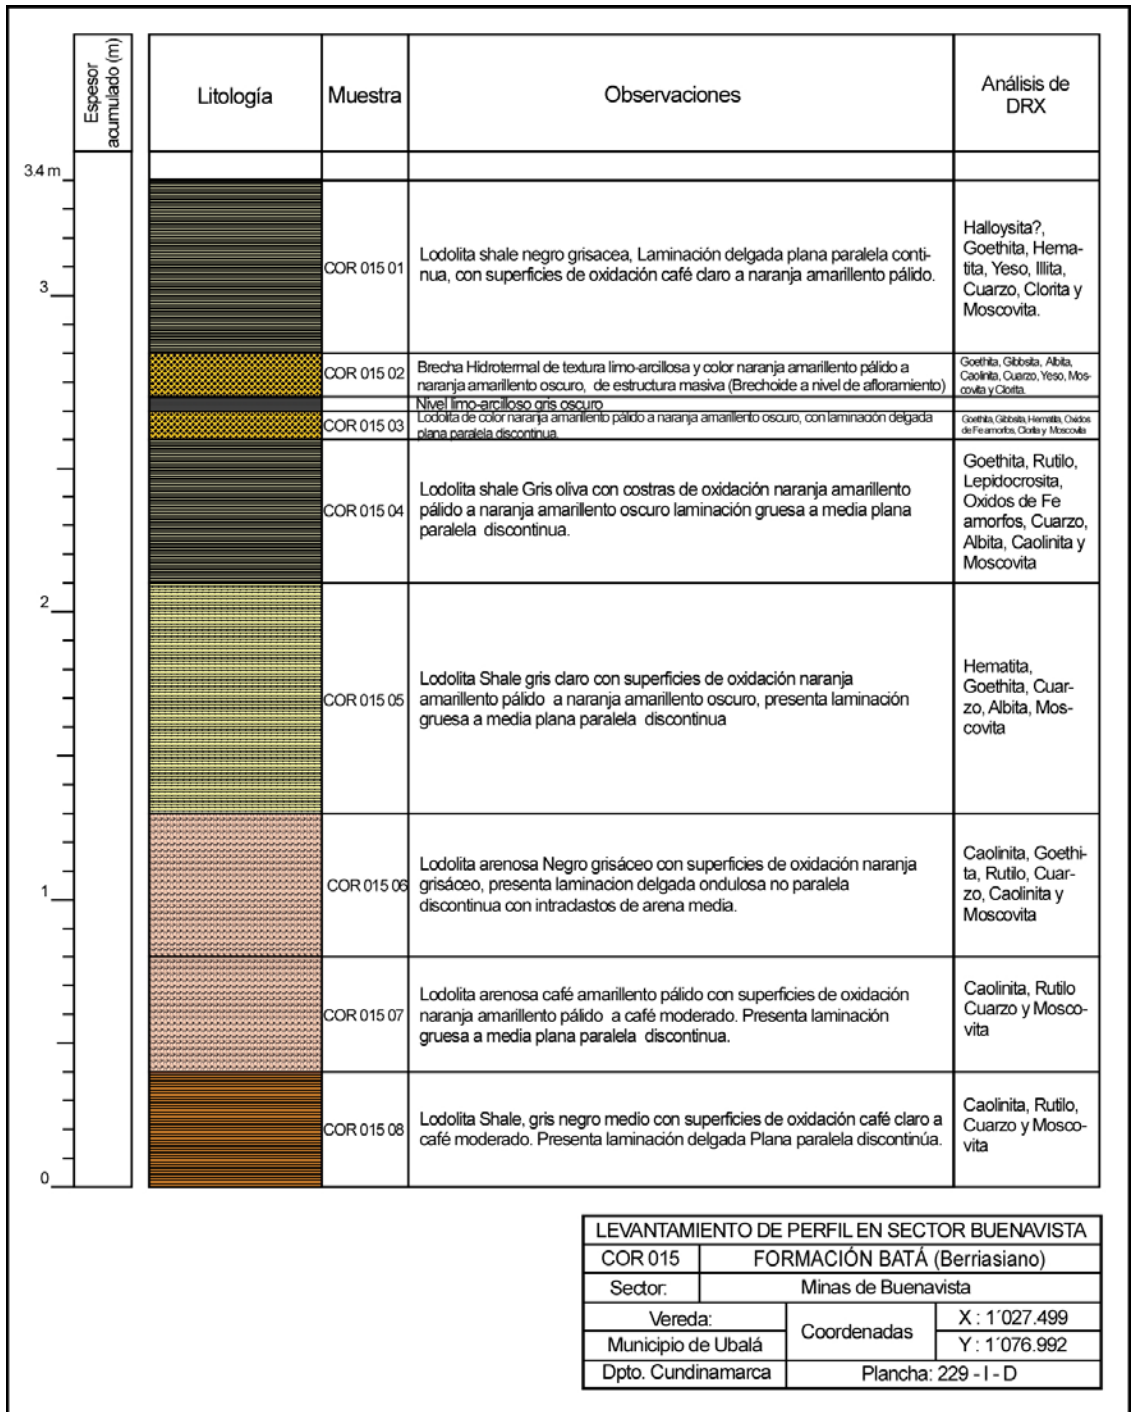 Espesor
acumulado (m)
Litología
Muestra
Observaciones
Análisis de
DRX
3.4 m
COR 015 01
Lodolita shale negro grisacea, Laminación delgada plana paralela conti-
nua, con superficies de oxidación café claro a naranja amarillento pálido.
Halloysita?,
Goethita, Hema-
tita, Yeso, Illita,
Cuarzo, Clorita y
Moscovita.
3
COR 015 02
Brecha Hidrotermal de textura limo-arcillosa y color naranja amarillento pálido a
naranja amarillento oscuro, de estructura masiva (Brechoide a nivel de afloramiento)
Goethita, Gibbsita, Albita,
Caolinita, Cuarzo, Yeso, Mos-
covita y Clorita.
Nivel limo-arcilloso gris oscuro
COR 015 03
Lodolita de color naranja amarillento pálido a naranja amarillento oscuro, con laminación delgada
plana paralela discontinua.
Goethita, Gibbsita, Hematita, Oxidos
de Fe amorfos, Clorita y Moscovita
COR 015 04
Lodolita shale Gris oliva con costras de oxidación naranja amarillento
pálido a naranja amarillento oscuro laminación gruesa a media plana
paralela discontinua.
Goethita, Rutilo,
Lepidocrosita,
Oxidos de Fe
amorfos, Cuarzo,
Albita, Caolinita y
Moscovita
2
COR 015 05
Lodolita Shale gris claro con superficies de oxidación naranja
amarillento pálido a naranja amarillento oscuro, presenta laminación
gruesa a media plana paralela discontinua
Hematita,
Goethita, Cuar-
zo, Albita, Mos-
covita
COR 015 06
Lodolita arenosa Negro grisáceo con superficies de oxidación naranja
grisáceo, presenta laminacion delgada ondulosa no paralela
discontinua con intraclastos de arena media.
Caolinita, Goethi-
ta, Rutilo, Cuar-
zo, Caolinita y
Moscovita
1
COR 015 07
Lodolita arenosa café amarillento pálido con superficies de oxidación
naranja amarillento pálido a café moderado. Presenta laminación
gruesa a media plana paralela discontinua.
Caolinita, Rutilo
Cuarzo y Mosco-
vita
COR 015 08
Lodolita Shale, gris negro medio con superficies de oxidación café claro a
café moderado. Presenta laminación delgada Plana paralela discontinúa.
Caolinita, Rutilo,
Cuarzo y Mosco-
vita
0
LEVANTAMIENTO DE PERFIL EN SECTOR BUENAVISTA
COR 015
FORMACIÓN BATÁ (Berriasiano)
Sector:
Minas de Buenavista
Vereda:
Coordenadas
X : 1´027.499
Municipio de Ubalá
Y : 1´076.992
Dpto. Cundinamarca
Plancha: 229 - I - D